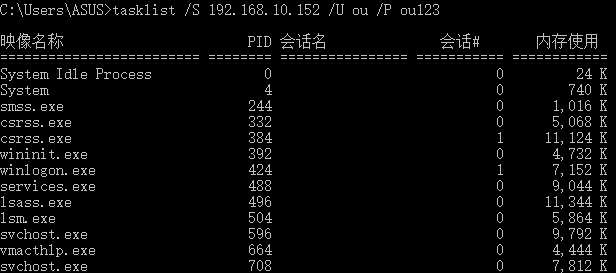 C:\Users\ASUS>tasklist /S 192.168.10.152 /U ou /P ou123
映像名称 PID 会话名 会话# 内存使用
========================= ======== ================ =========== ============
System Idle Process 0 0 24 K
System 4 0 740 K
smss.exe 244 0 1,016 K
csrss.exe 332 0 5,068 K
csrss.exe 384 1 11,124 K
wininit.exe 392 0 4,732 K
winlogon.exe 424 1 7,152 K
services.exe 488 0 9,044 K
lsass.exe 496 0 11,344 K
lsm.exe 504 0 5,864 K
svchost.exe 596 0 9,792 K
vmacthlp.exe 664 0 4,444 K
svchost.exe 708 0 7,812 K